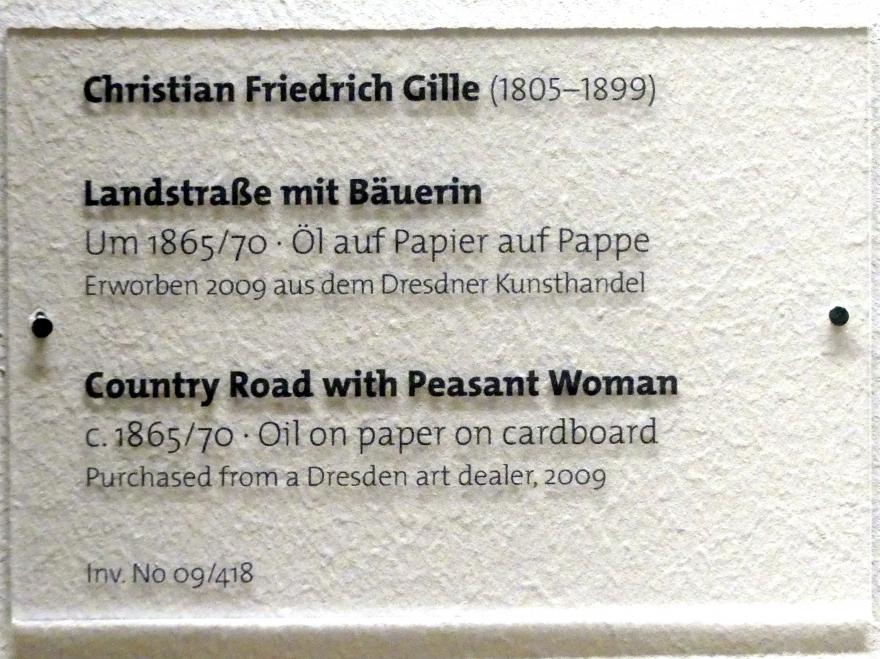 Christian Friedrich Gille (1805–1899)
Landstraße mit Bäuerin
Um 1865/70 · Öl auf Papier auf Pappe
Erworben 2009 aus dem Dresdner Kunsthandel
Country Road with Peasant Woman
c. 1865/70 · Oil on paper on cardboard
Purchased from a Dresden art dealer, 2009
Inv. No 09/418